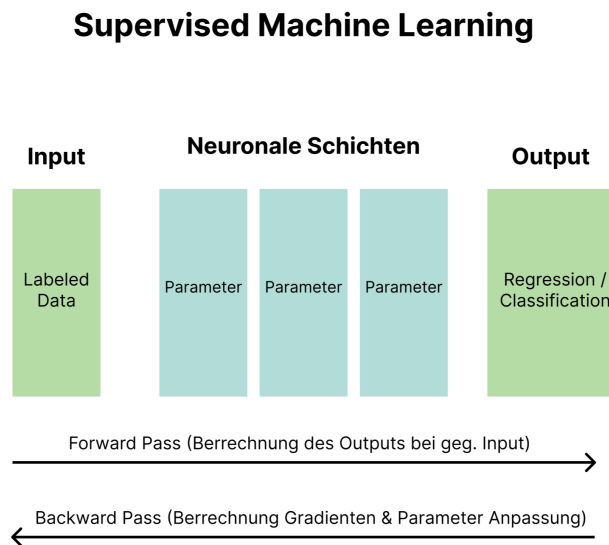 Supervised Machine Learning
Input
Neuronale Schichten
Output
Labeled
Data
Parameter
Parameter
Parameter
Regression /
Classification
Forward Pass (Berrechnung des Outputs bei geg. Input)
Backward Pass (Berrechnung Gradienten & Parameter Anpassung)